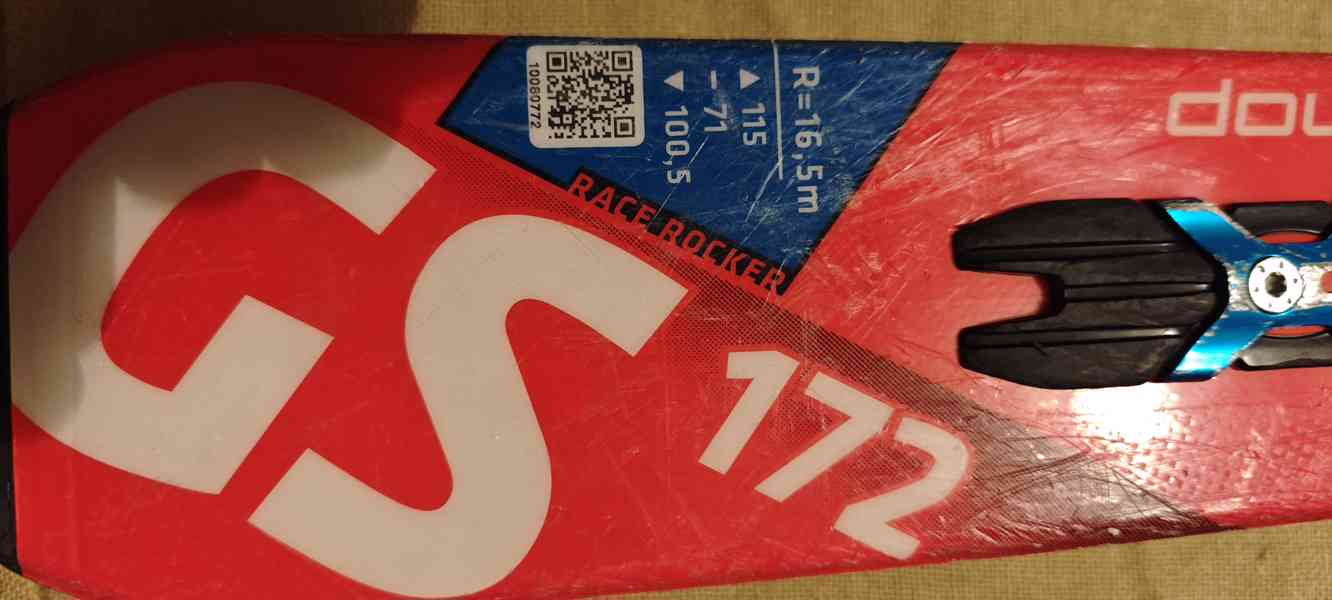 GS
172
RACE ROCKER
R=16,5m
▲ 115
– 71
▼ 100,5
10080772
dou